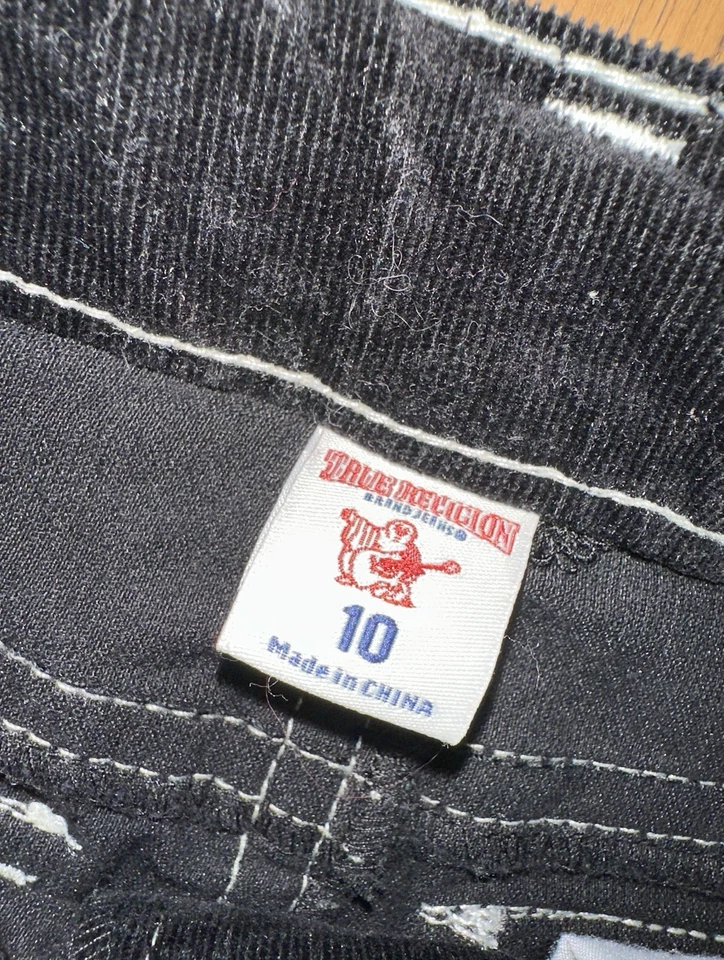 TRUE RELIGION
BRAND JEANS®
10
Made in CHINA